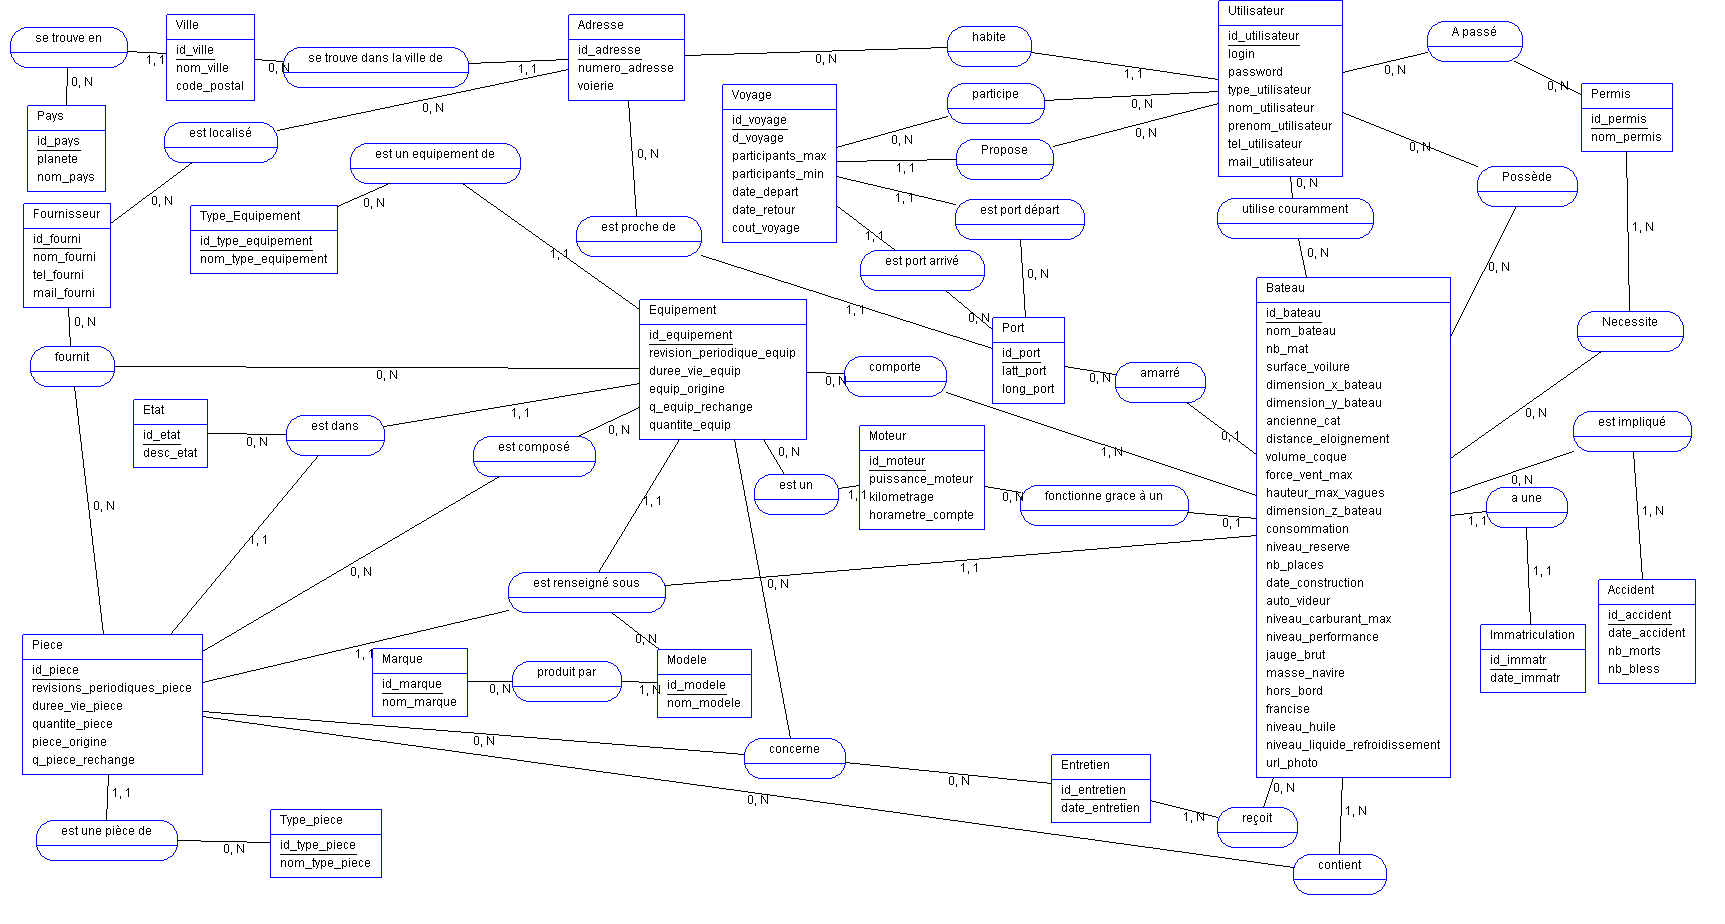 se trouve en
1,1
0, N
Ville
id_ville
nom_ville
code_postal
0, N
se trouve dans la ville de
1,1
Adresse
id_adresse
numero_adresse
voierie
0, N
habite
1,1
Utilisateur
id_utilisateur
login
password
type_utilisateur
nom_utilisateur
prenom_utilisateur
tel_utilisateur
mail_utilisateur
0, N
A passé
0, N
Permis
id_permis
nom_permis
Pays
id_pays
planete
nom_pays
est localisé
0, N
0, N
est un equipement de
0, N
1,1
Voyage
id_voyage
d_voyage
participants_max
participants_min
date_depart
date_retour
cout_voyage
participe
0, N
0, N
Propose
1,1
0, N
est port départ
1,1
0, N
est port arrivé
1,1
0, N
0, N
Possède
0, N
utilise couramment
0, N
0, N
1, N
Necessite
0, N
Fournisseur
id_fourni
nom_fourni
tel_fourni
mail_fourni
Type_Equipement
id_type_equipement
nom_type_equipement
0, N
est proche de
1,1
0, N
fournit
0, N
0, N
Equipement
id_equipement
revision_periodique_equip
duree_vie_equip
equip_origine
q_equip_rechange
quantite_equip
Port
id_port
latt_port
long_port
0, N
amarré
0,1
Bateau
id_bateau
nom_bateau
nb_mat
surface_voilure
dimension_x_bateau
dimension_y_bateau
ancienne_cat
distance_eloignement
volume_coque
force_vent_max
hauteur_max_vagues
dimension_z_bateau
consommation
niveau_reserve
nb_places
date_construction
auto_videur
niveau_carburant_max
niveau_performance
jauge_brut
masse_navire
hors_bord
francise
niveau_huile
niveau_liquide_refroidissement
url_photo
0, N
comporte
1, N
Etat
id_etat
desc_etat
0, N
est dans
1,1
1,1
est composé
0, N
0, N
0, N
est un
1,1
Moteur
id_moteur
puissance_moteur
kilometrage
horametre_compte
0, N
fonctionne grace à un
0,1
est impliqué
0, N
1, N
a une
1,1
1,1
Accident
id_accident
date_accident
nb_morts
nb_bless
Immatriculation
id_immatr
date_immatr
est renseigné sous
1,1
1,1
1,1
0, N
Piece
id_piece
revisions_periodiques_piece
duree_vie_piece
quantite_piece
piece_origine
q_piece_rechange
Marque
id_marque
nom_marque
0, N
produit par
1, N
Modele
id_modele
nom_modele
0, N
0, N
concerne
0, N
Entretien
id_entretien
date_entretien
1, N
reçoit
0, N
0, N
contient
1, N
1,1
est une pièce de
0, N
Type_piece
id_type_piece
nom_type_piece